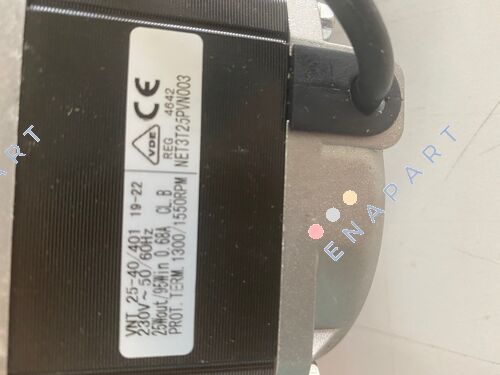 VNT 25-40/401 19-22
230V~50/60Hz
25Wout/95Win 0.68A CL.B
PROT.TERM.1300/1550RPM
VDE
CE
REG 4642
NET3T25PVN003
ENAPART